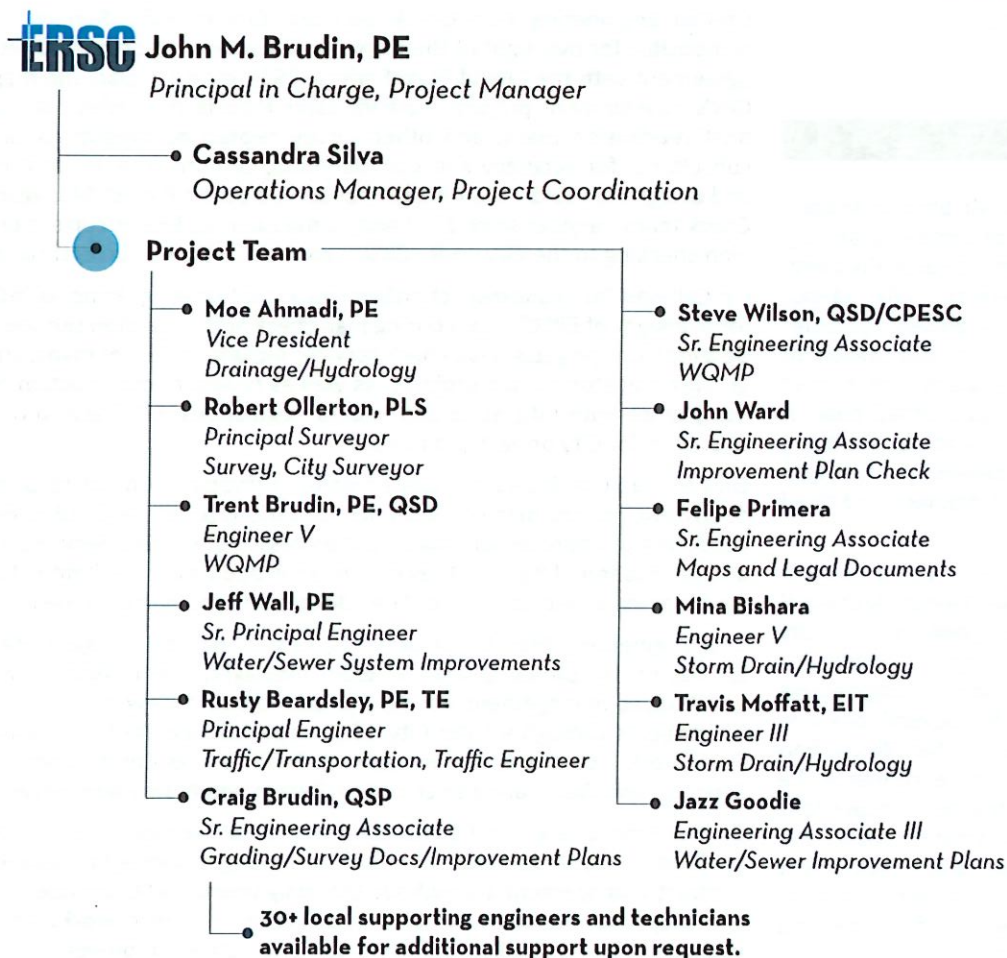 ERSC
John M. Brudin, PE
Principal in Charge, Project Manager
Cassandra Silva
Operations Manager, Project Coordination
Project Team
Moe Ahmadi, PE
Vice President
Drainage/Hydrology
Robert Ollerton, PLS
Principal Surveyor
Survey, City Surveyor
Trent Brudin, PE, QSD
Engineer V
WQMP
Jeff Wall, PE
Sr. Principal Engineer
Water/Sewer System Improvements
Rusty Beardsley, PE, TE
Principal Engineer
Traffic/Transportation, Traffic Engineer
Craig Brudin, QSP
Sr. Engineering Associate
Grading/Survey Docs/Improvement Plans
Steve Wilson, QSD/CPESC
Sr. Engineering Associate
WQMP
John Ward
Sr. Engineering Associate
Improvement Plan Check
Felipe Primera
Sr. Engineering Associate
Maps and Legal Documents
Mina Bishara
Engineer V
Storm Drain/Hydrology
Travis Moffatt, EIT
Engineer III
Storm Drain/Hydrology
Jazz Goodie
Engineering Associate III
Water/Sewer Improvement Plans
30+ local supporting engineers and technicians
available for additional support upon request.